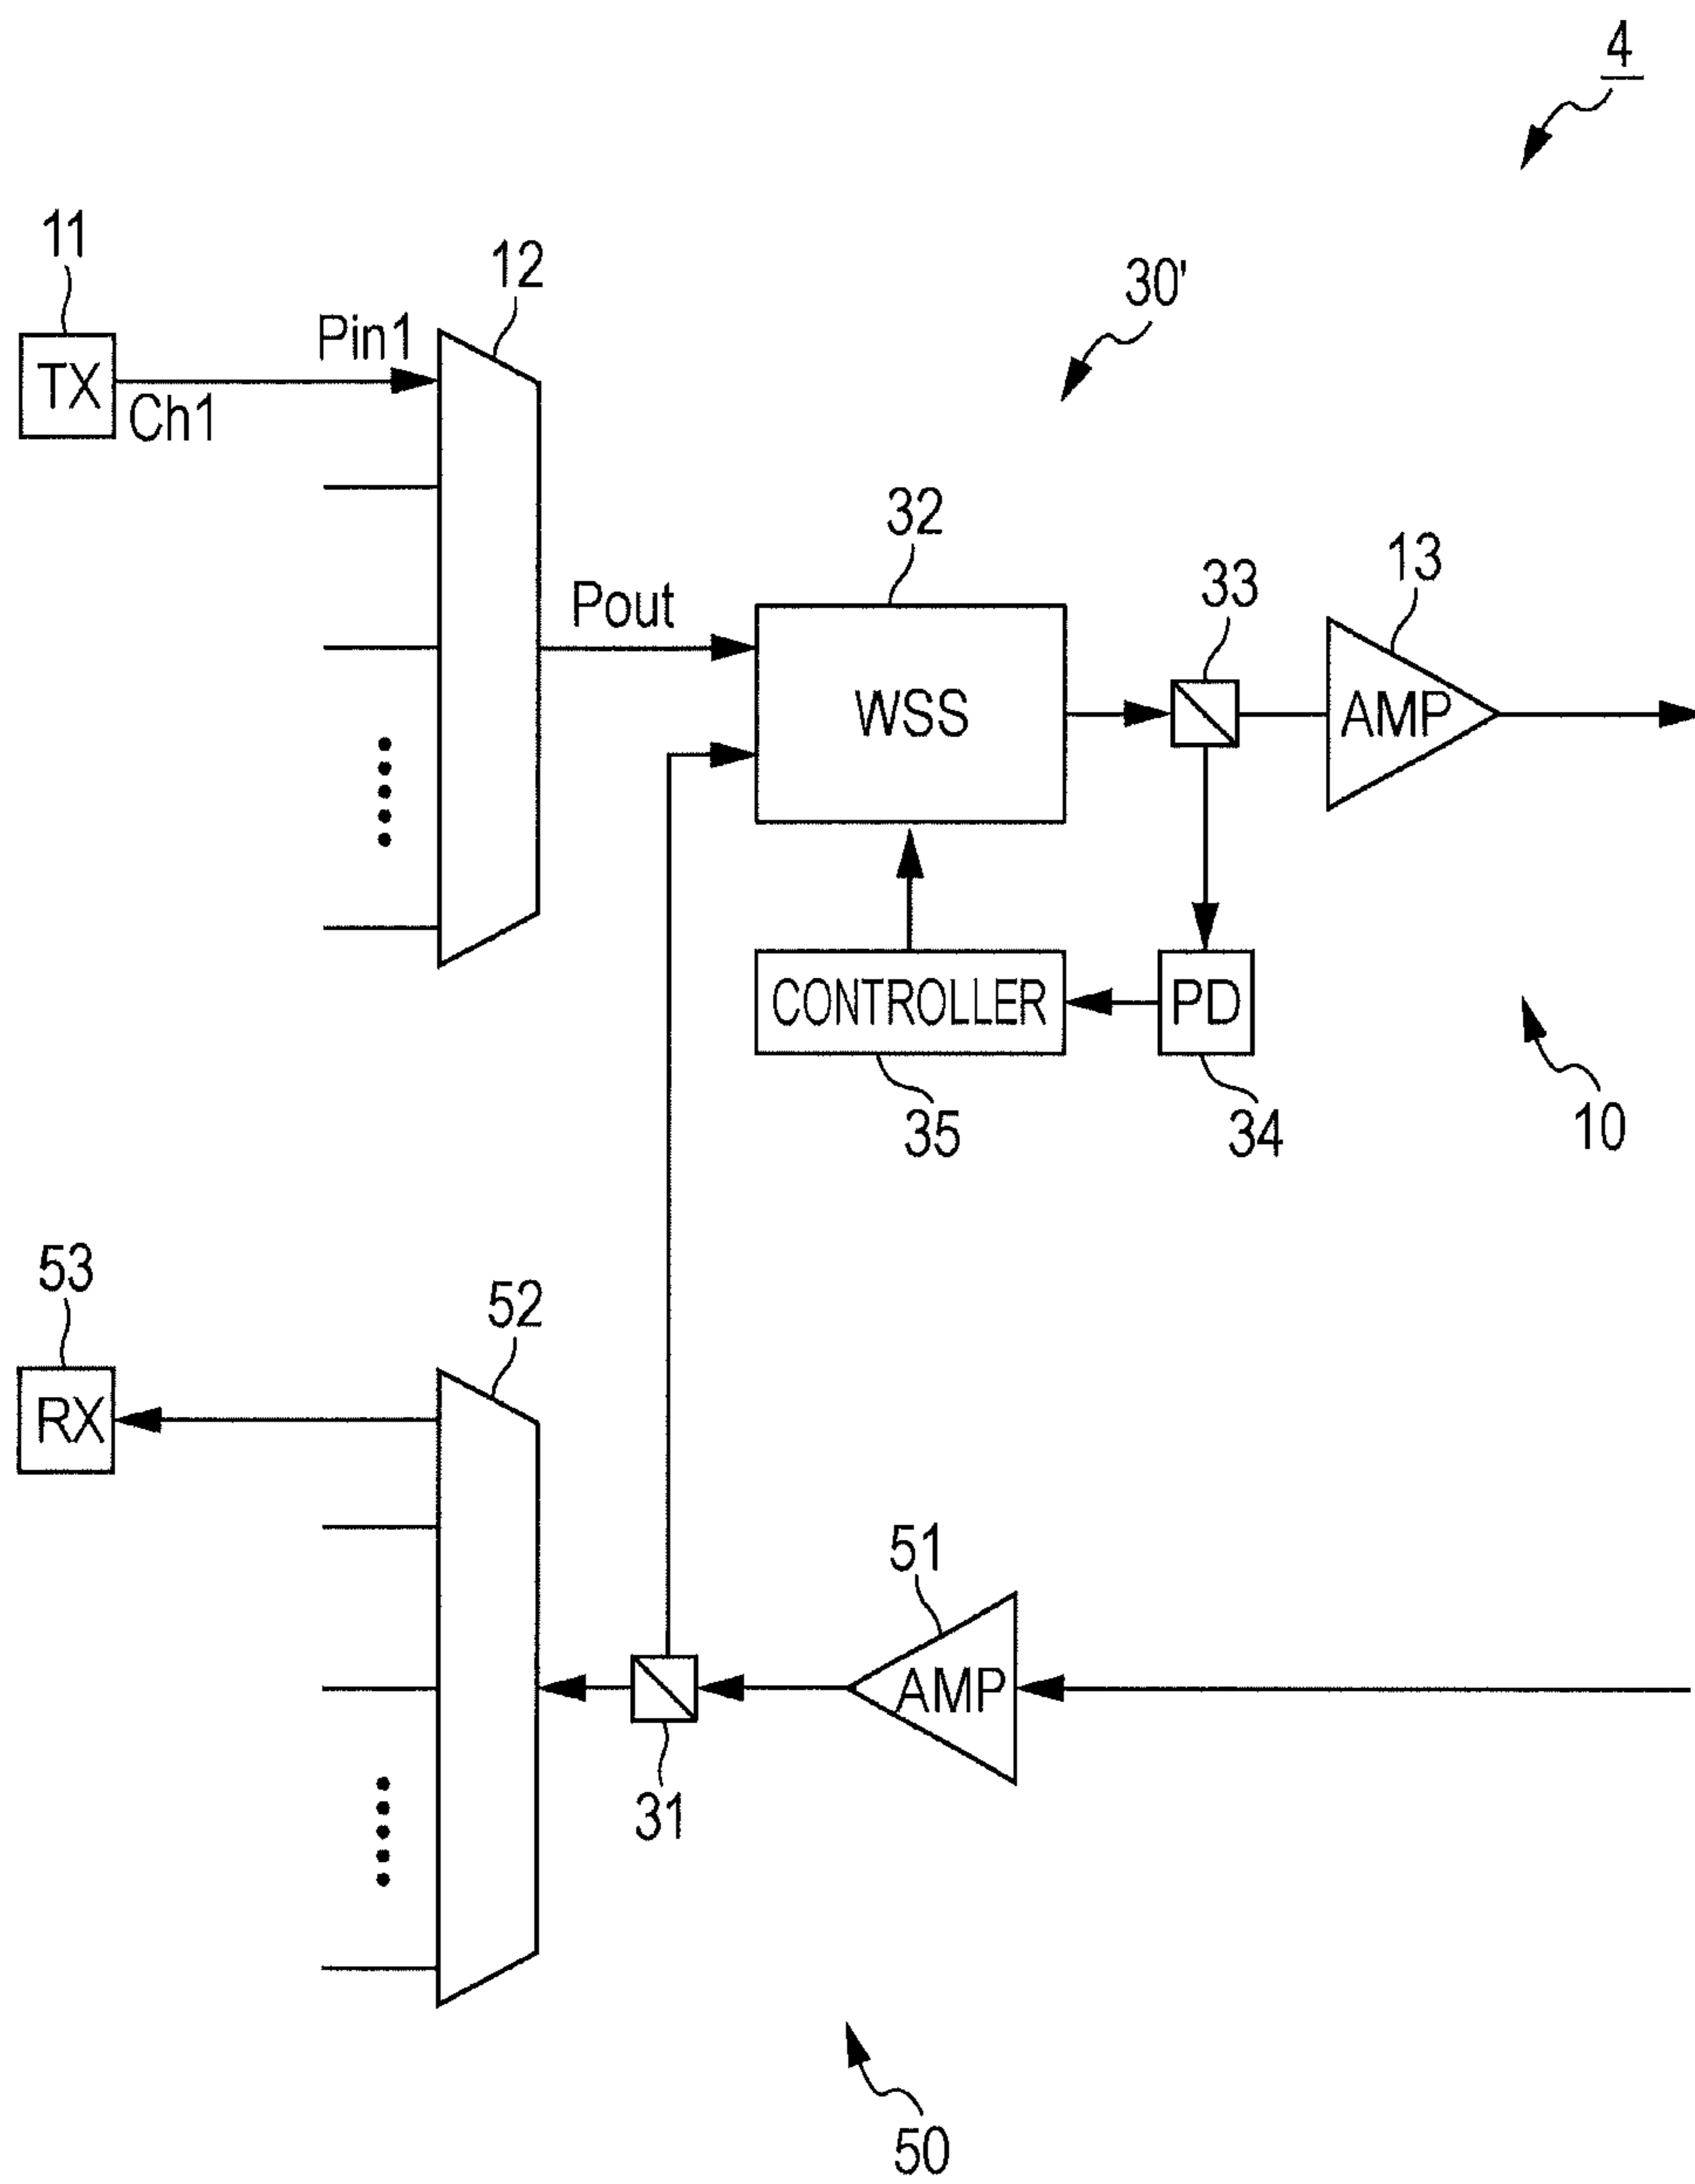 4
11
12
30'
Pin1
TX
Ch1
32
13
33
Pout
WSS
AMP
CONTROLLER
PD
35
34
10
53
52
RX
51
AMP
31
50